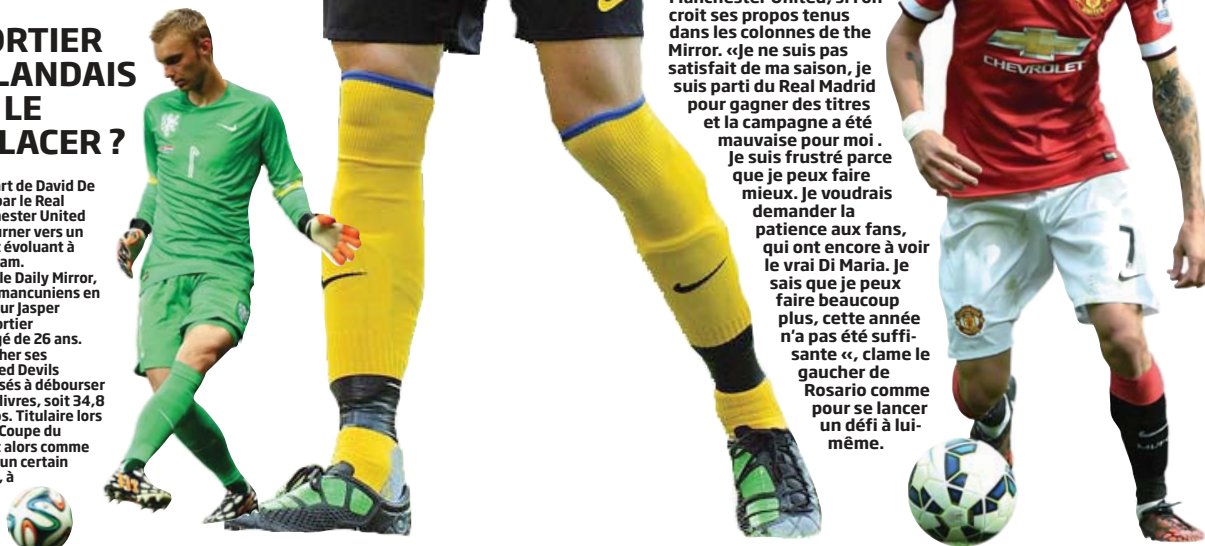 ORTIER
LANDAIS
LE
LACER ?
rt de David De
par le Real
hester United
urner vers un
t évoluant à
am.
le Daily Mirror,
mancuniens en
ur Jasper
ortier
gé de 26 ans.
her ses
ed Devils
sés à débourser
livres, soit 34,8
os. Titulaire lors
Coupe du
t alors comme
un certain
, à
Manchester United, si l'on
croit ses propos tenus
dans les colonnes de the
Mirror. «Je ne suis pas
satisfait de ma saison, je
suis parti du Real Madrid
pour gagner des titres
et la campagne a été
mauvaise pour moi .
Je suis frustré parce
que je peux faire
mieux. Je voudrais
demander la
patience aux fans,
qui ont encore à voir
le vrai Di Maria. Je
sais que je peux
faire beaucoup
plus, cette année
n'a pas été suffi-
sante «, clame le
gaucher de
Rosario comme
pour se lancer
un défi à lui-
même.
CHEVROLET
7
1